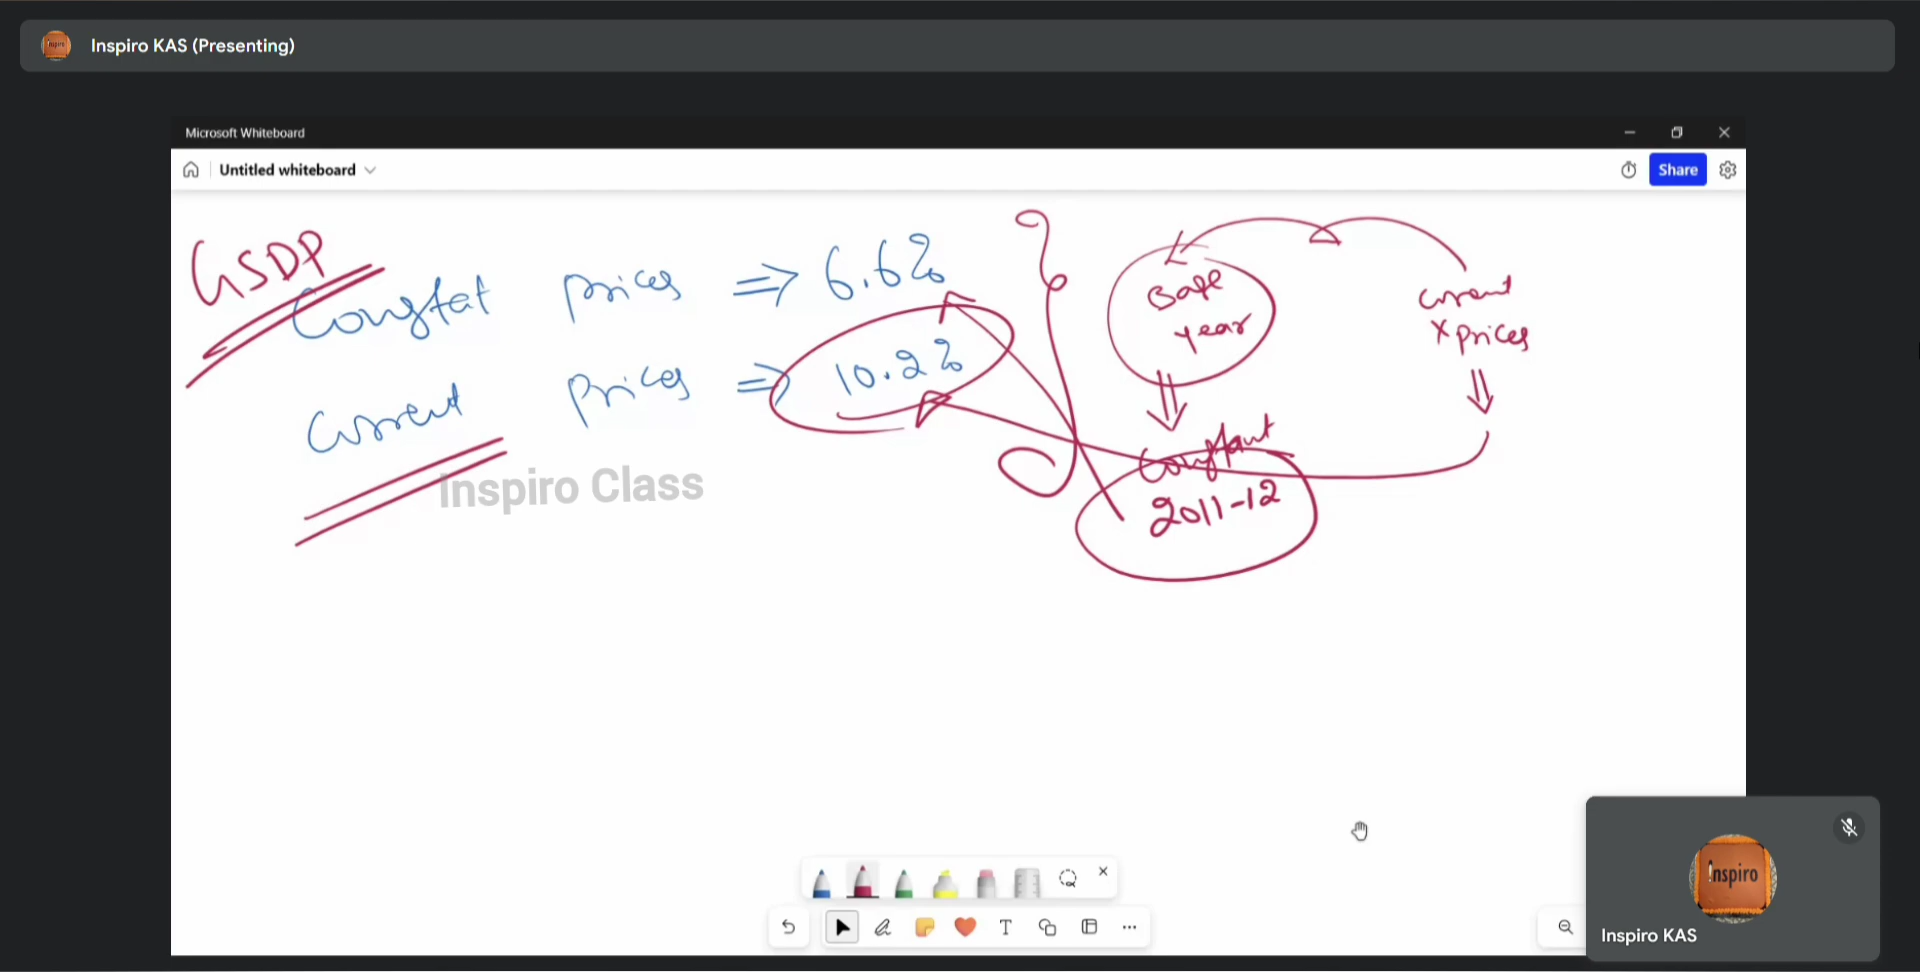 Inspiro KAS (Presenting)
Microsoft Whiteboard
Untitled whiteboard
Share
GSDP
Constat prices ⇒ 6.6%
Current prices ⇒ 10.2%
Base
year
Current
x prices
Constant
2011-12
Inspiro Class
Inspiro
Inspiro KAS